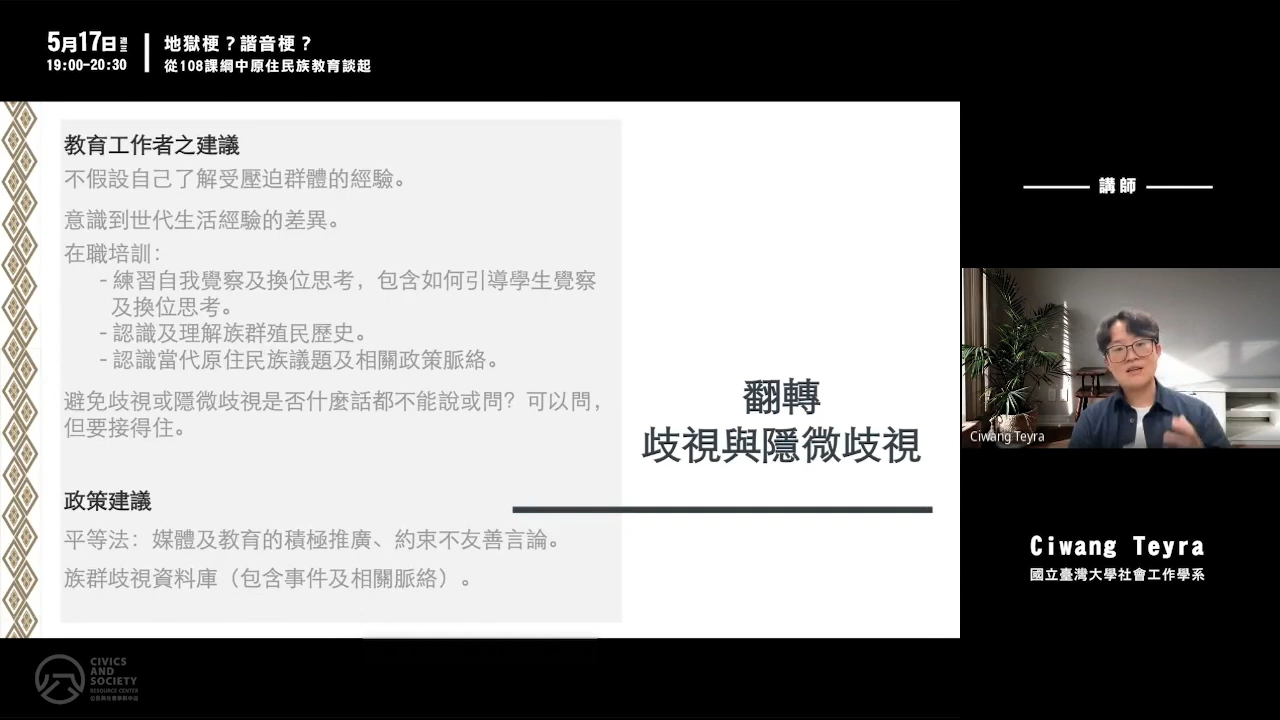 5月17日 週三
19:00-20:30
地獄梗？諧音梗？
從108課綱中原住民族教育談起
教育工作者之建議
不假設自己了解受壓迫群體的經驗。
意識到世代生活經驗的差異。
在職培訓：
- 練習自我覺察及換位思考，包含如何引導學生覺察
及換位思考。
- 認識及理解族群殖民歷史。
- 認識當代原住民族議題及相關政策脈絡。
避免歧視或隱微歧視是否什麼話都不能說或問？可以問，
但要接得住。
政策建議
平等法：媒體及教育的積極推廣、約束不友善言論。
族群歧視資料庫（包含事件及相關脈絡）。
翻轉
歧視與隱微歧視
講師
Ciwang Teyra
Ciwang Teyra
國立臺灣大學社會工作學系
CIVICS
AND
SOCIETY
RESOURCE CENTER
公民與社會學科中心